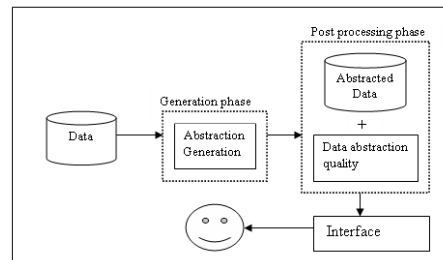 Post processing phase
Abstracted
Data
+
Data abstraction
quality
Generation phase
Abstraction
Generation
Data
Interface